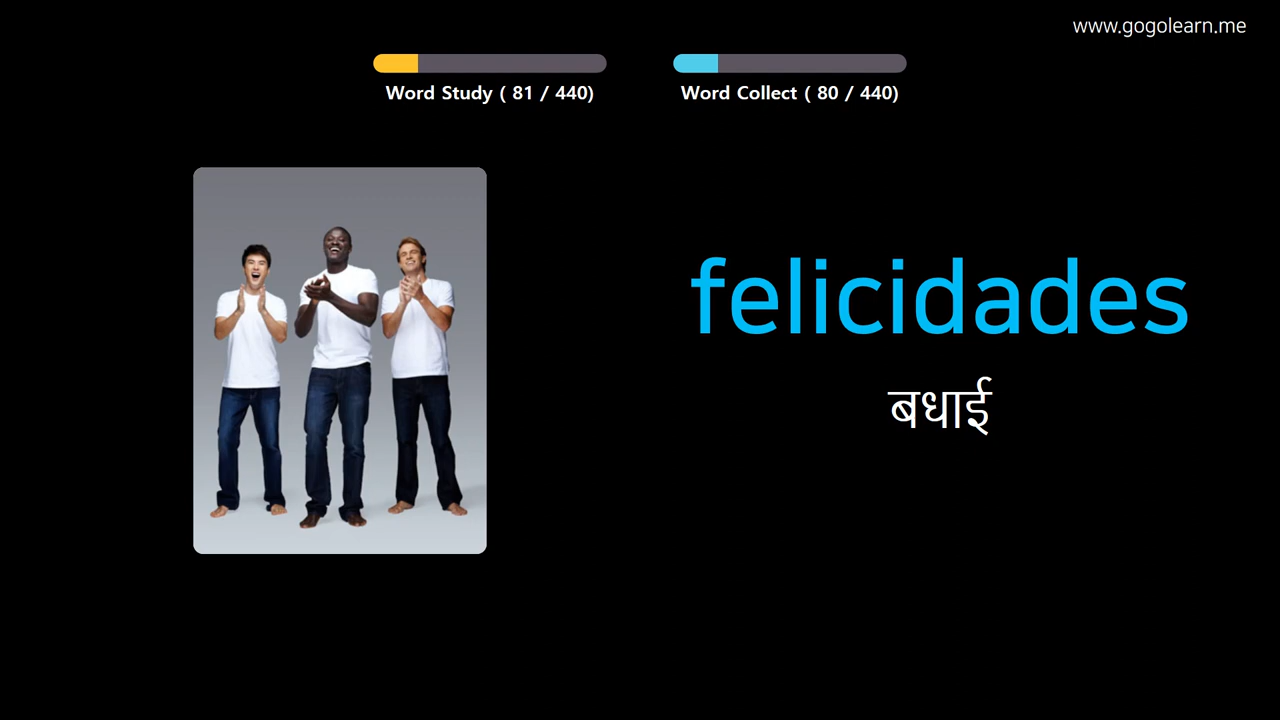 www.gogolearn.me
Word Study ( 81 / 440)
Word Collect ( 80 / 440)
felicidades
बधाई